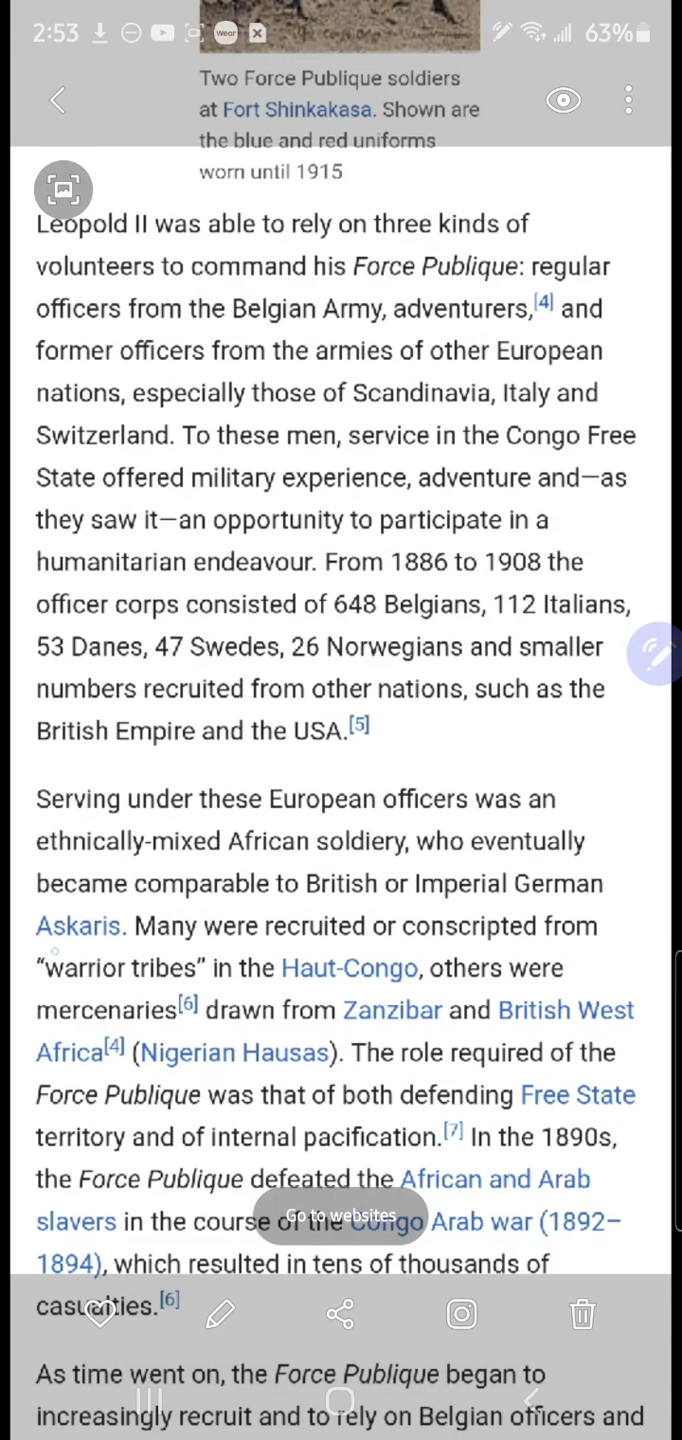 2:53
Wear
63%
Two Force Publique soldiers
at Fort Shinkakasa. Shown are
the blue and red uniforms
worn until 1915
Leopold II was able to rely on three kinds of
volunteers to command his Force Publique: regular
officers from the Belgian Army, adventurers,[4] and
former officers from the armies of other European
nations, especially those of Scandinavia, Italy and
Switzerland. To these men, service in the Congo Free
State offered military experience, adventure and—as
they saw it—an opportunity to participate in a
humanitarian endeavour. From 1886 to 1908 the
officer corps consisted of 648 Belgians, 112 Italians,
53 Danes, 47 Swedes, 26 Norwegians and smaller
numbers recruited from other nations, such as the
British Empire and the USA.[5]
Serving under these European officers was an
ethnically-mixed African soldiery, who eventually
became comparable to British or Imperial German
Askaris. Many were recruited or conscripted from
“warrior tribes” in the Haut-Congo, others were
mercenaries[6] drawn from Zanzibar and British West
Africa[4] (Nigerian Hausas). The role required of the
Force Publique was that of both defending Free State
territory and of internal pacification.[7] In the 1890s,
the Force Publique defeated the African and Arab
slavers in the course of the Congo Arab war (1892–
Go to websites
1894), which resulted in tens of thousands of
casualties.[6]
As time went on, the Force Publique began to
increasingly recruit and to rely on Belgian officers and